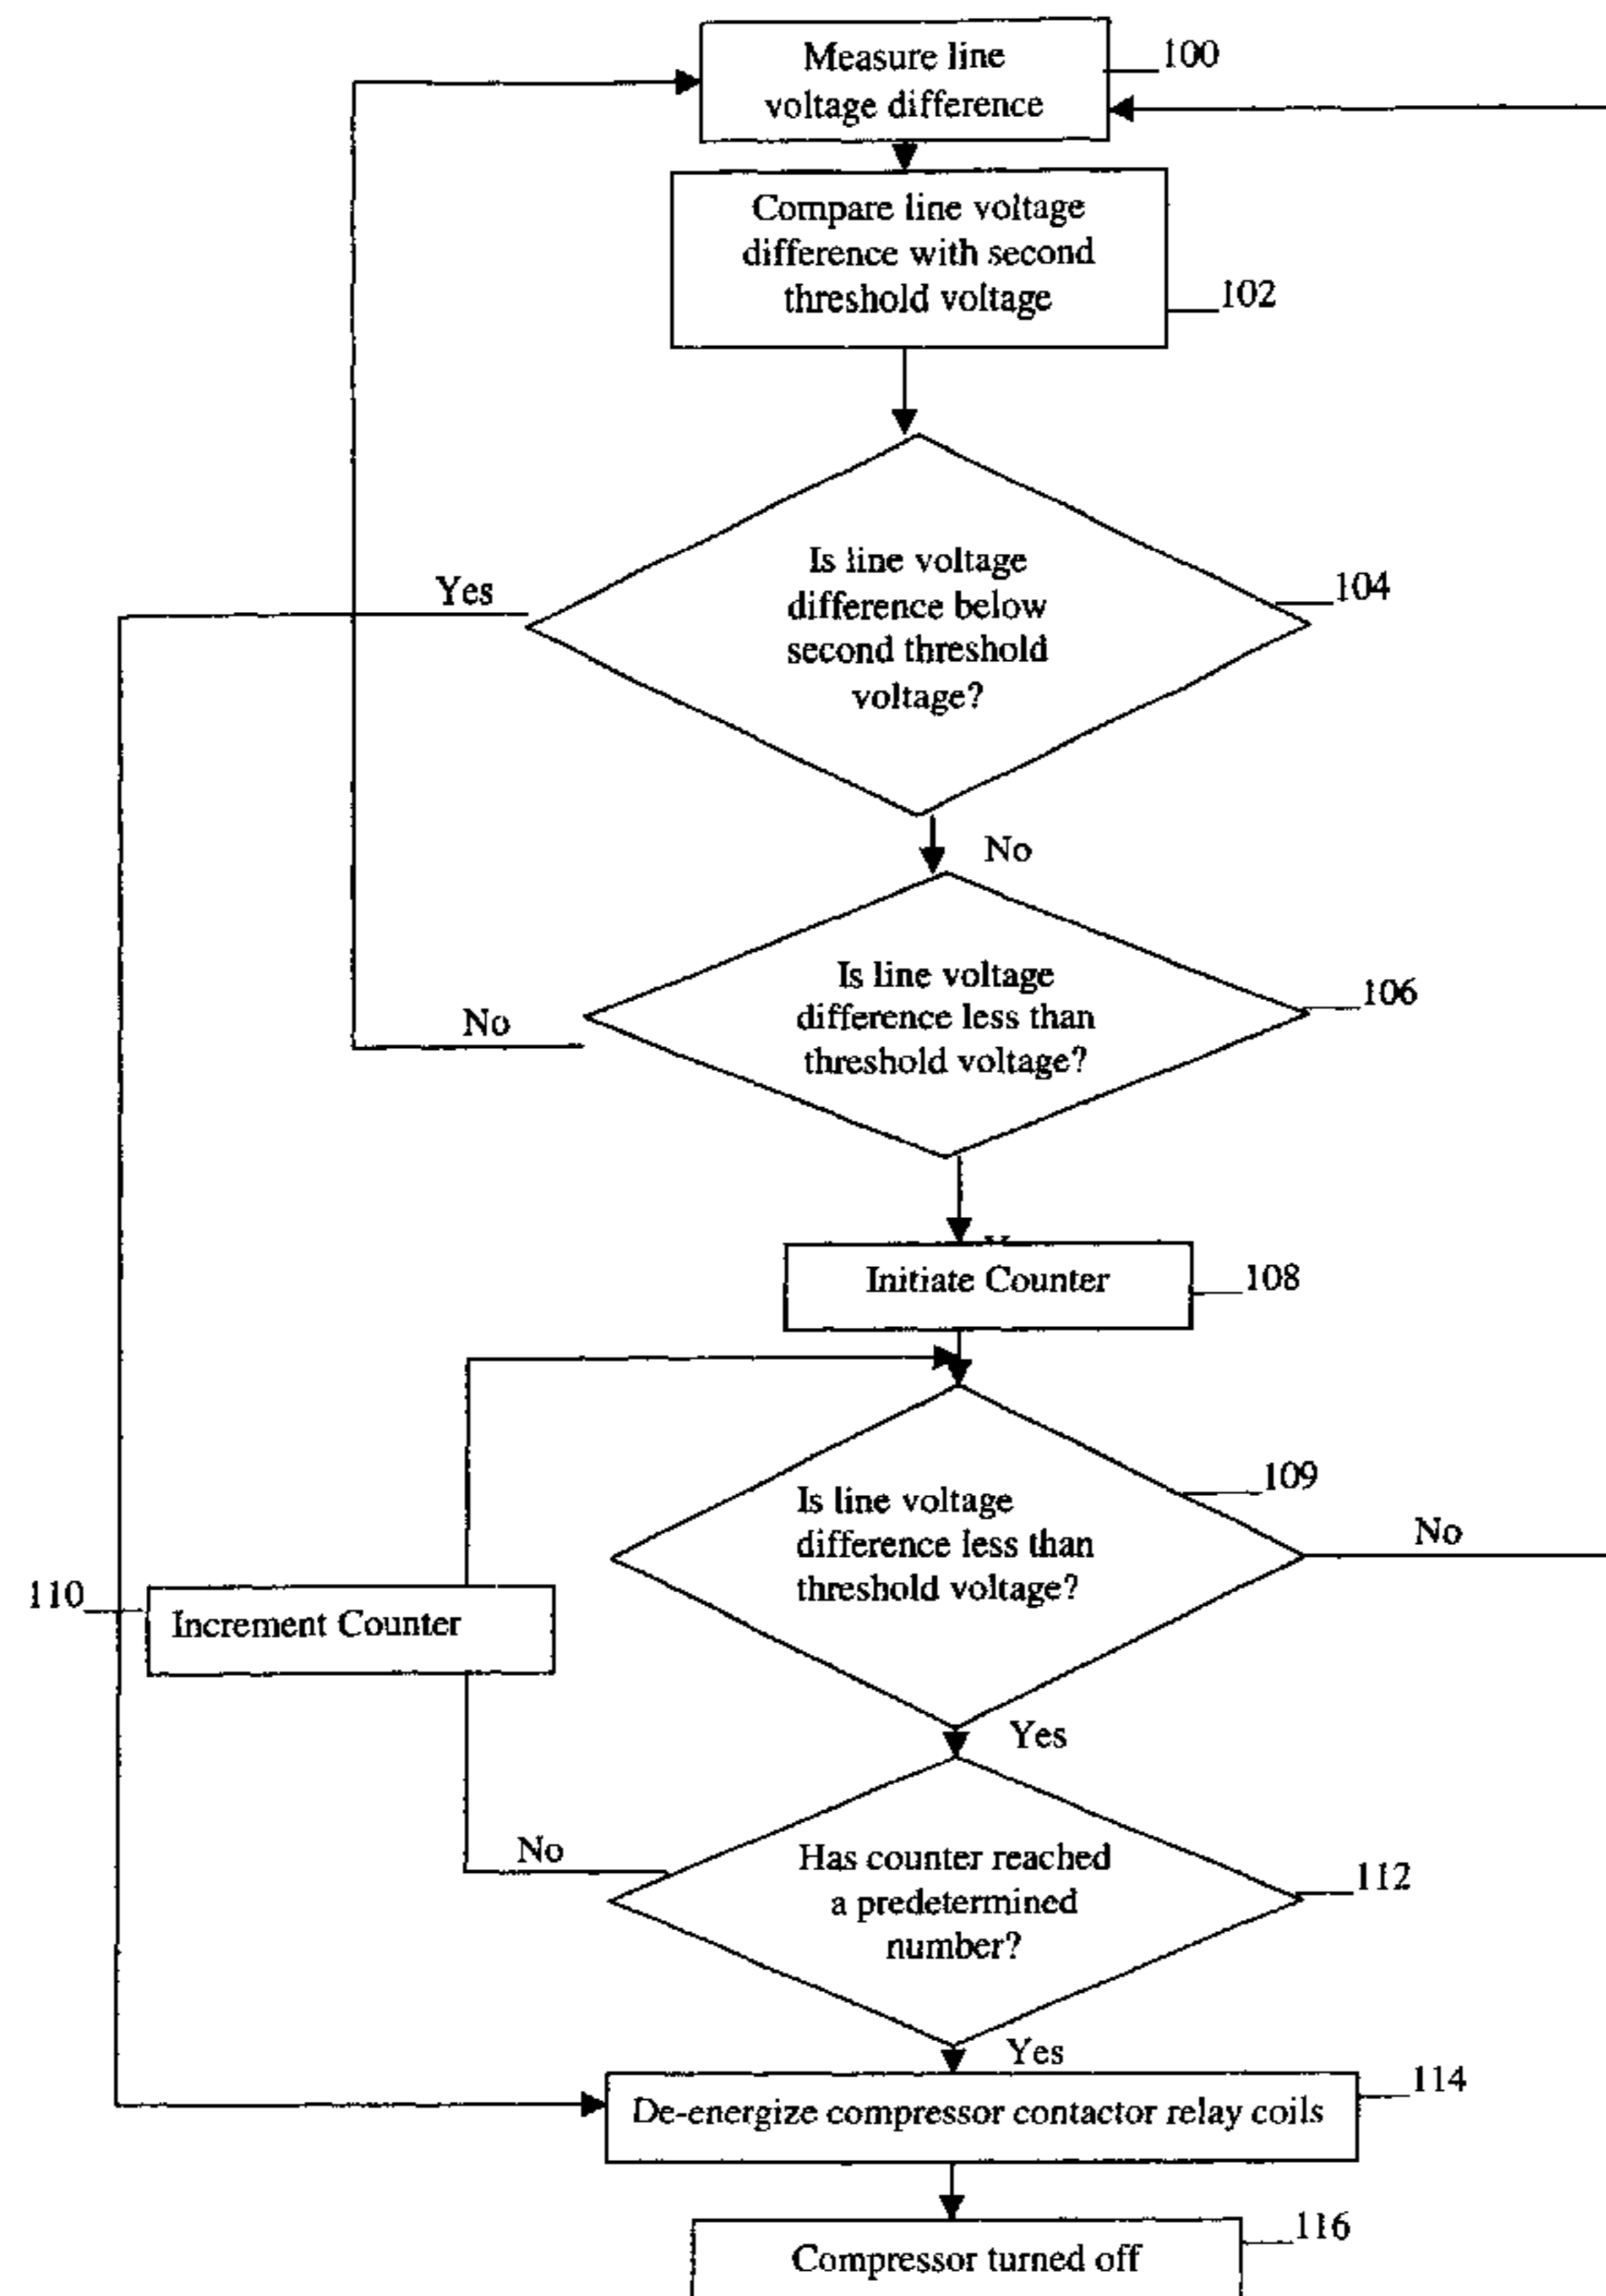 Measure line
voltage difference
100
Compare line voltage
difference with second
threshold voltage
102
Is line voltage
difference below
second threshold
voltage?
104
Yes
No
Is line voltage
difference less than
threshold voltage?
106
No
Initiate Counter
108
Is line voltage
difference less than
threshold voltage?
109
No
110
Increment Counter
Yes
No
Has counter reached
a predetermined
number?
112
Yes
De-energize compressor contactor relay coils
114
Compressor turned off
116